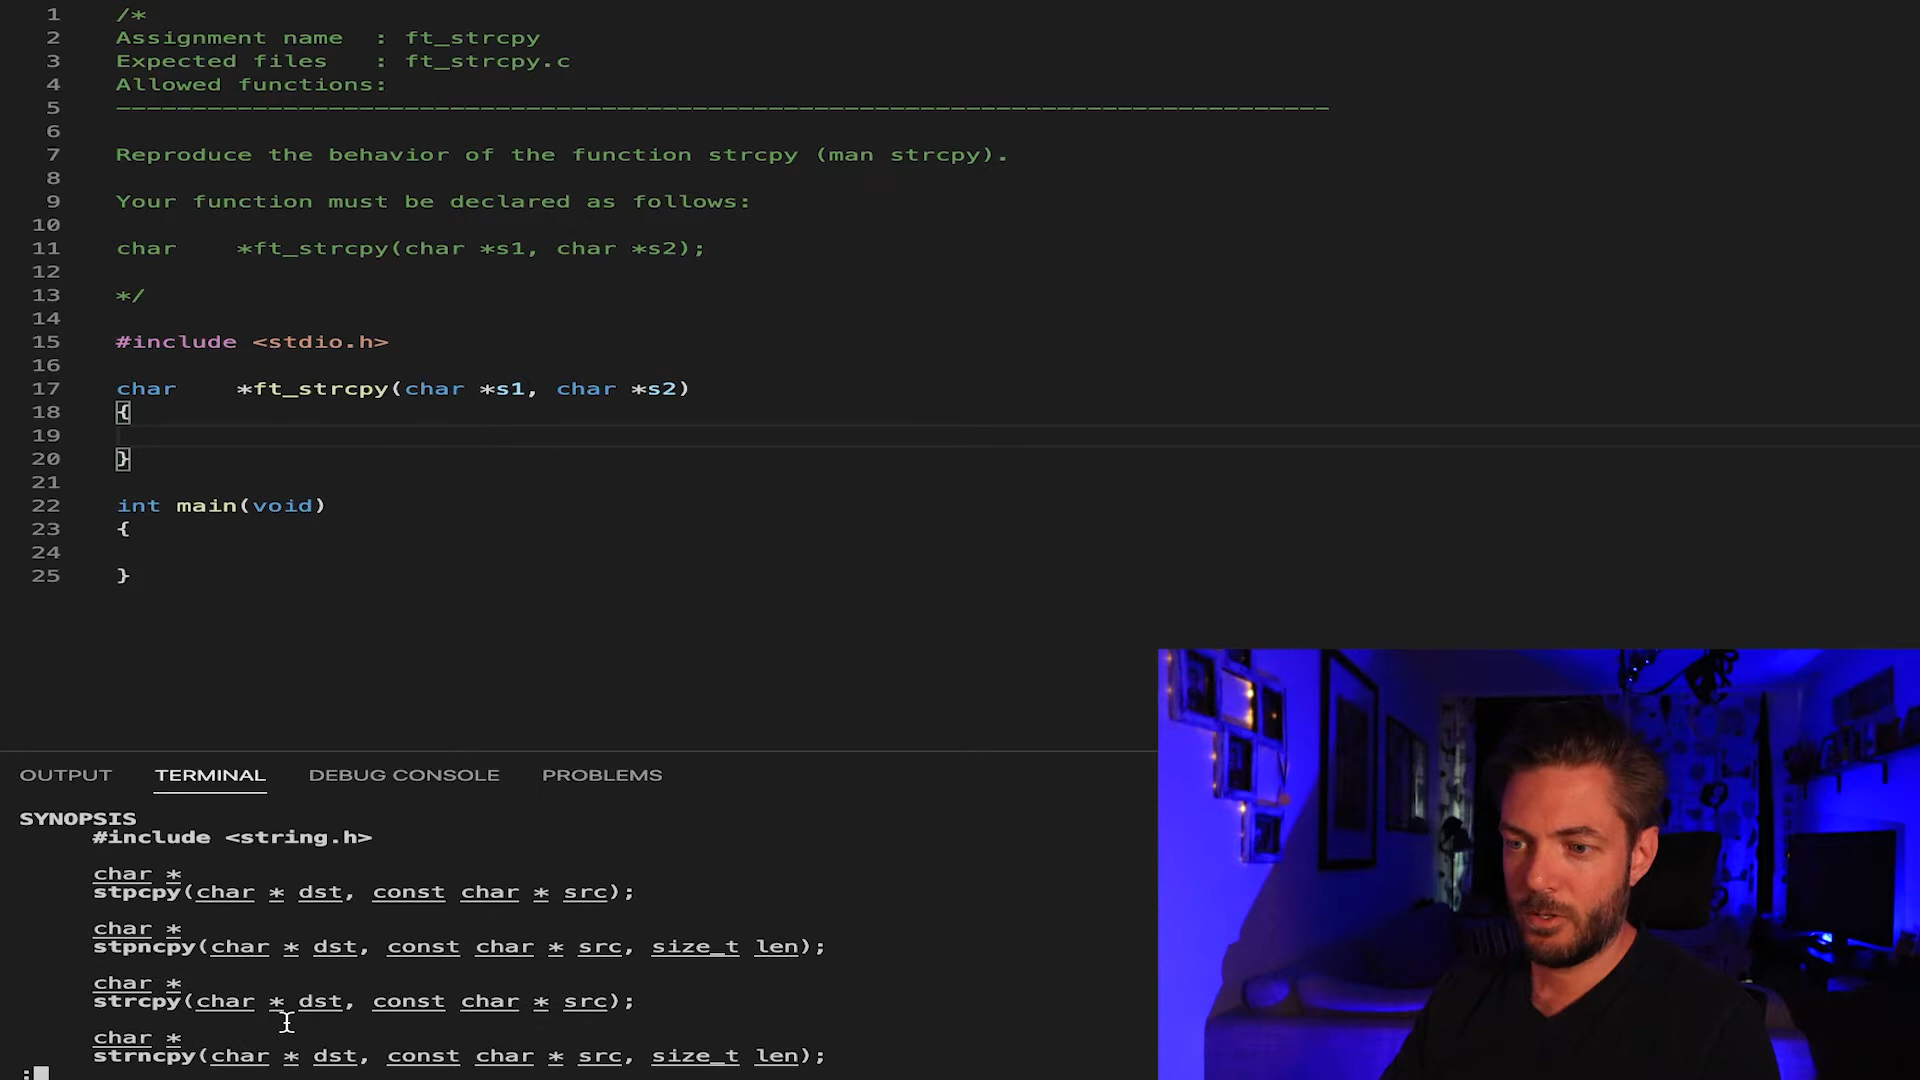 1 /*
2 Assignment name : ft_strcpy
3 Expected files : ft_strcpy.c
4 Allowed functions:
5 --------------------------------------------------------------------------------
6
7 Reproduce the behavior of the function strcpy (man strcpy).
8
9 Your function must be declared as follows:
10
11 char *ft_strcpy(char *s1, char *s2);
12
13 */
14
15 #include <stdio.h>
16
17 char *ft_strcpy(char *s1, char *s2)
18 {
19
20 }
21
22 int main(void)
23 {
24
25 }
OUTPUT TERMINAL DEBUG CONSOLE PROBLEMS
SYNOPSIS
#include <string.h>
char *
stpcpy(char * dst, const char * src);
char *
stpncpy(char * dst, const char * src, size_t len);
char *
strcpy(char * dst, const char * src);
char *
strncpy(char * dst, const char * src, size_t len);
: